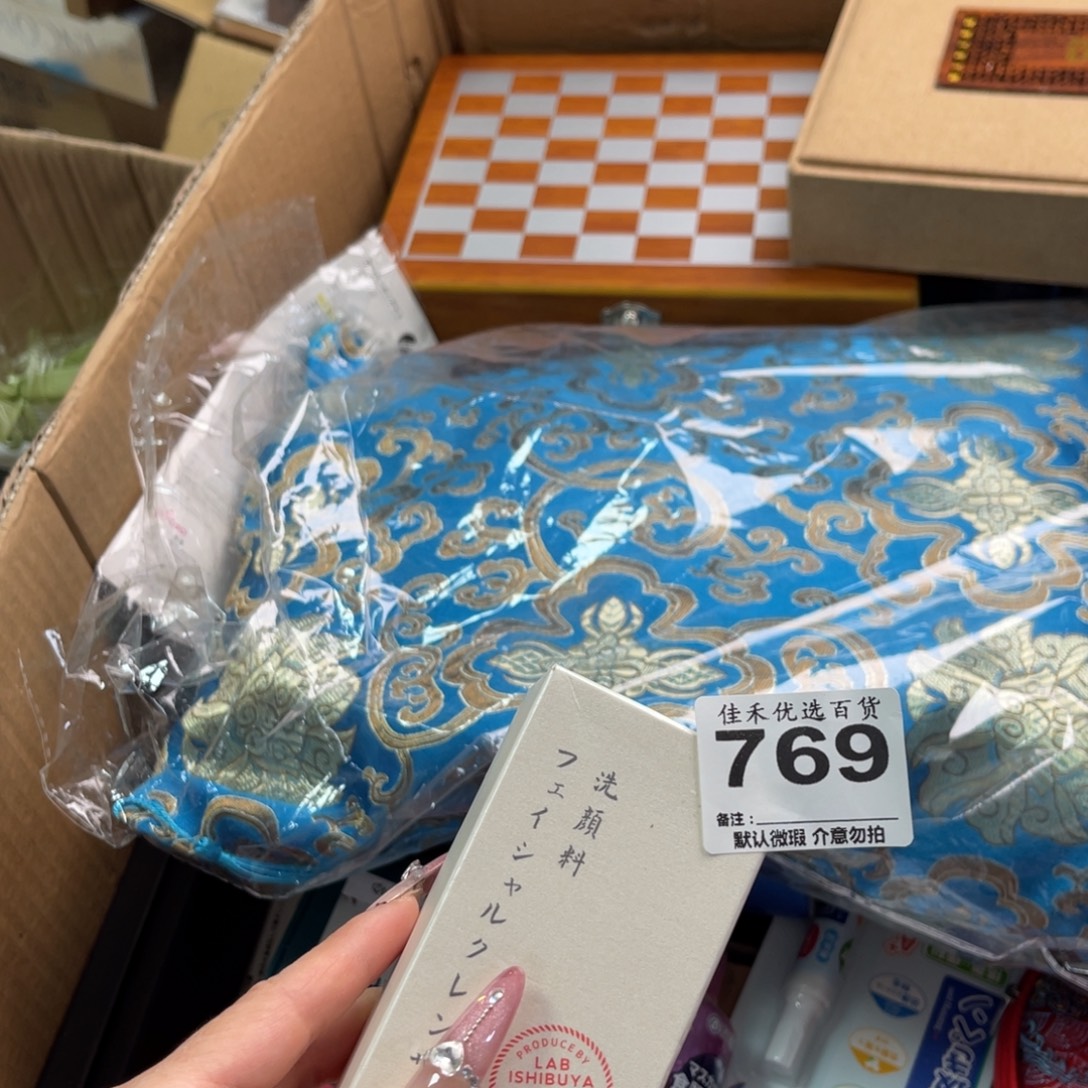 佳禾优选百货
769
备注:
默认微瑕 介意勿拍
洗顔料
フェイシャルクレン
PRODUCE BY
LAB
ISHIBUYA